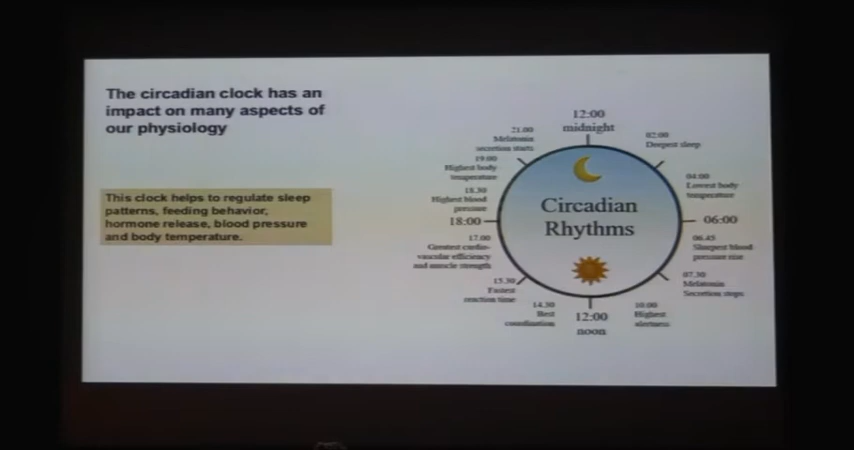 The circadian clock has an
impact on many aspects of
our physiology
This clock helps to regulate sleep
patterns, feeding behavior,
hormone release, blood pressure
and body temperature.
12:00
midnight
02:00
Deepest sleep
04:00
Lowest body
temperature
06:00
06.45
Sharpest blood
pressure rise
07.30
Melatonin
Secretion stops
10:00
Highest
alertness
12:00
noon
14.30
Best
coordination
15.30
Fastest
reaction time
17.00
Greatest cardio-
vascular efficiency
and muscle strength
18:00
18.30
Highest blood
pressure
19:00
Highest body
temperature
21.00
Melatonin
secretion starts
Circadian
Rhythms